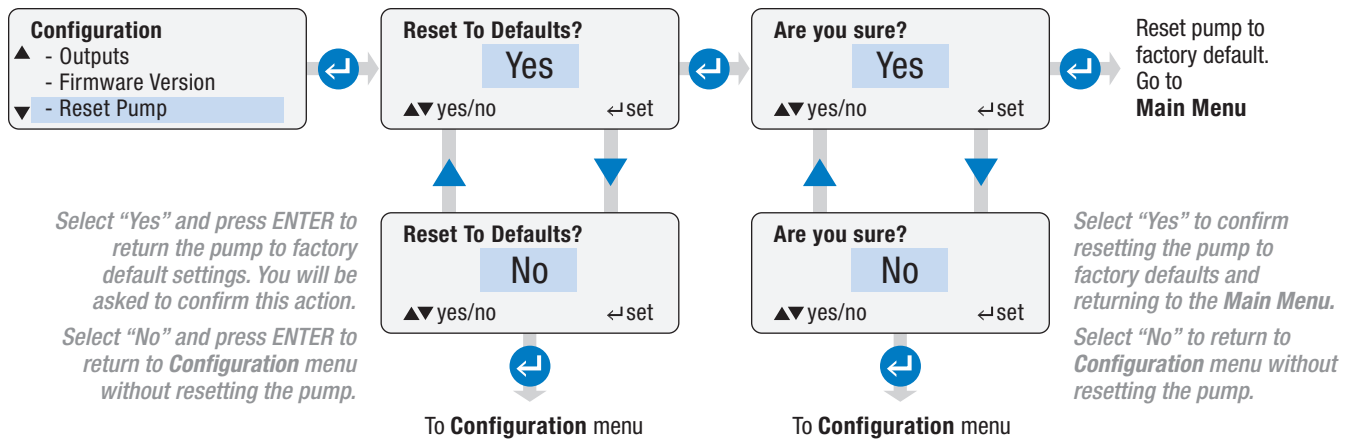 Configuration
▲ - Outputs
- Firmware Version
▼ - Reset Pump
Reset To Defaults?
Yes
▲▼ yes/no ↵ set
Are you sure?
Yes
▲▼ yes/no ↵ set
Reset pump to
factory default.
Go to
Main Menu
Select “Yes” and press ENTER to
return the pump to factory
default settings. You will be
asked to confirm this action.
Select “No” and press ENTER to
return to Configuration menu
without resetting the pump.
Reset To Defaults?
No
▲▼ yes/no ↵ set
To Configuration menu
Are you sure?
No
▲▼ yes/no ↵ set
To Configuration menu
Select “Yes” to confirm
resetting the pump to
factory defaults and
returning to the Main Menu.
Select “No” to return to
Configuration menu without
resetting the pump.